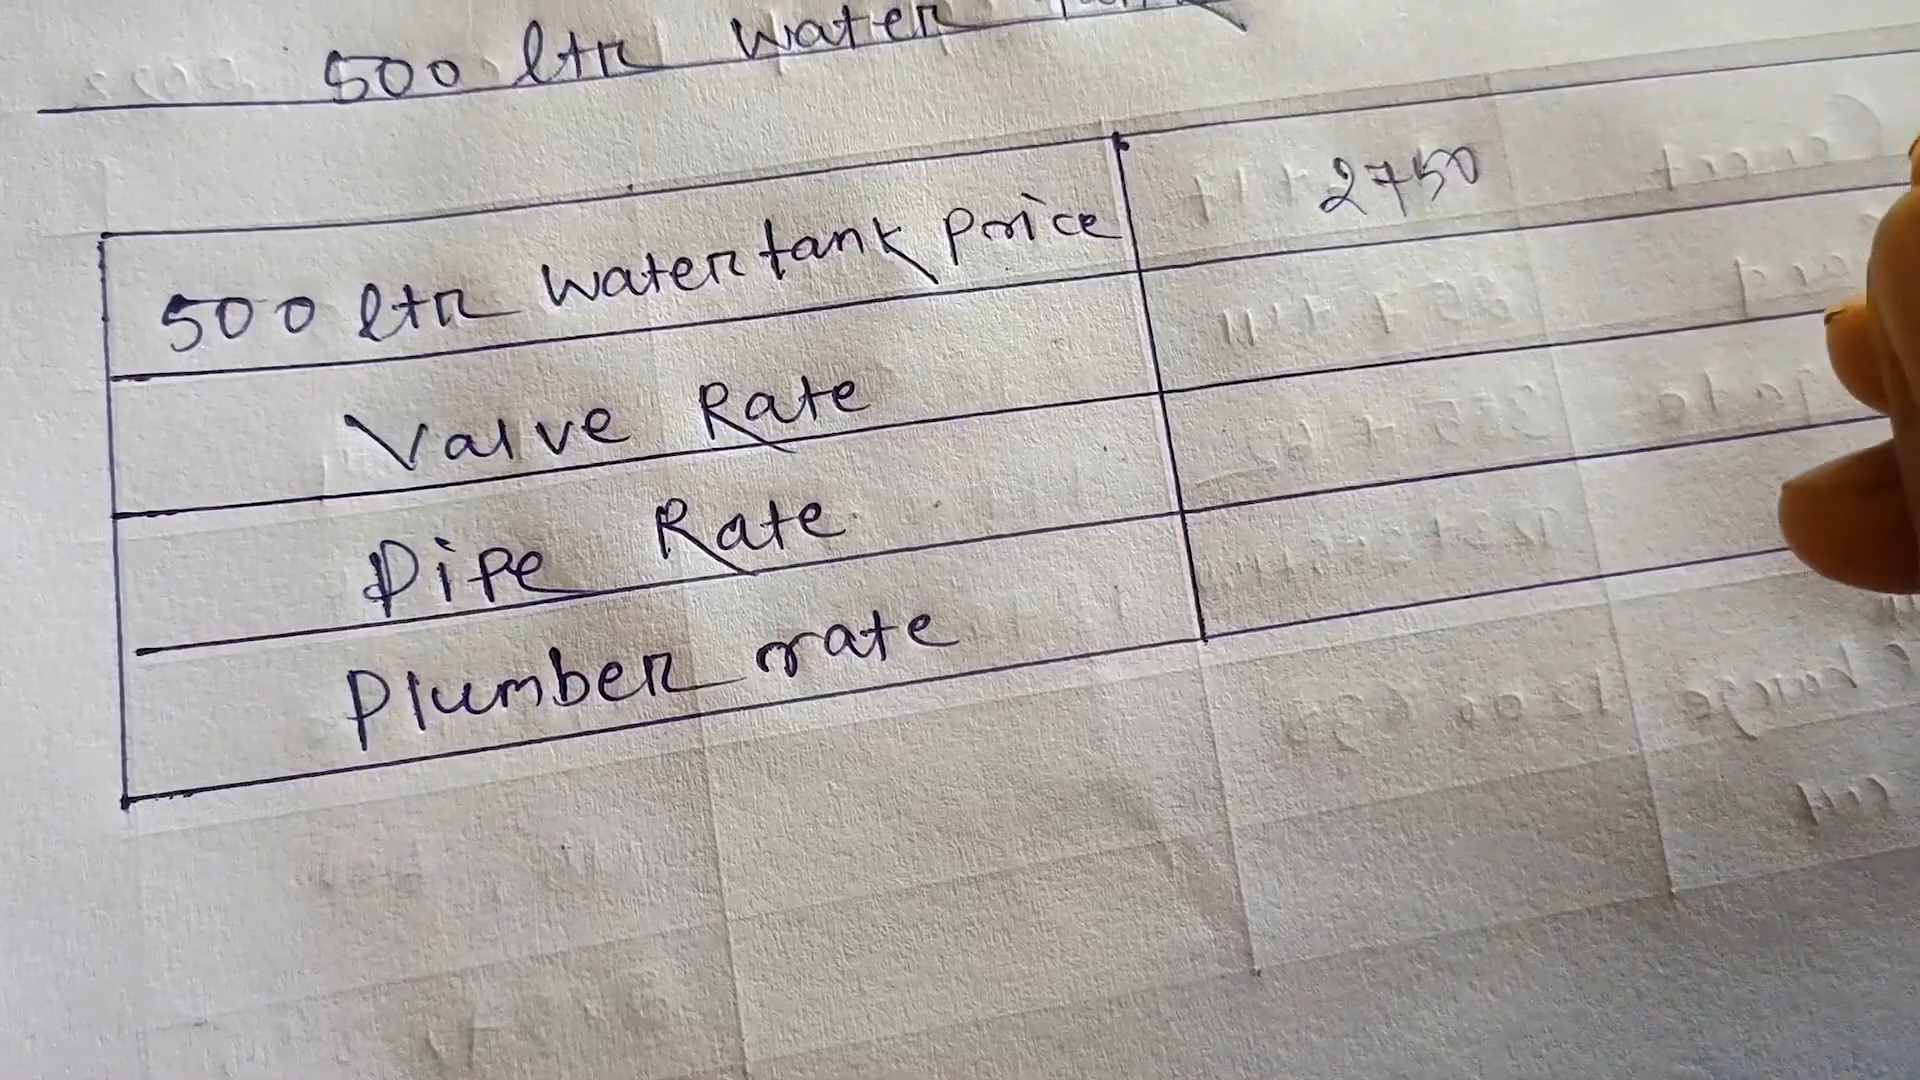 500 ltr water
500 ltr water tank price 2750
Valve Rate
Pipe Rate
Plumber rate